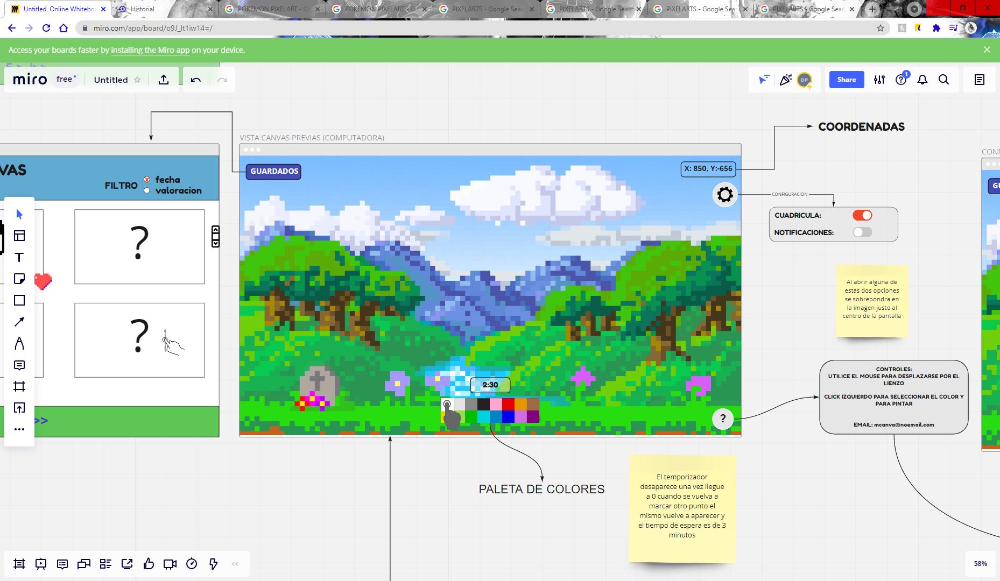 Untitled, Online Whitebo
Historial
POKEMON PIXELART - G
POKEMON PIXELART - G
PIXELARTS - Google Sear
PIXELARTS - Google Sear
PIXELARTS - Google Sear
PIXELARTS - Google Sear
miro.com/app/board/o9J_lt1iw14=/
Access your boards faster by installing the Miro app on your device.
miro
free
Untitled
DP
Share
1
COORDENADAS
VISTA CANVAS PREVIAS (COMPUTADORA)
CONF
VAS
FILTRO
fecha
valoracion
GUARDADOS
X: 850, Y:-656
GU
CONFIGURACION
CUADRICULA:
NOTIFICACIONES:
?
?
Al abrir alguna de
estas dos opciones
se sobrepondra en
la imagen justo al
centro de la pantalla
2:30
?
CONTROLES:
UTILICE EL MOUSE PARA DESPLAZARSE POR EL
LIENZO
CLICK IZQUIERDO PARA SELECCIONAR EL COLOR Y
PARA PINTAR
EMAIL: mcanva@noemail.com
>>
PALETA DE COLORES
El temporizador
desaparece una vez llegue
a 0 cuando se vuelva a
marcar otro punto el
mismo vuelve a aparecer y
el tiempo de espera es de 3
minutos
58%